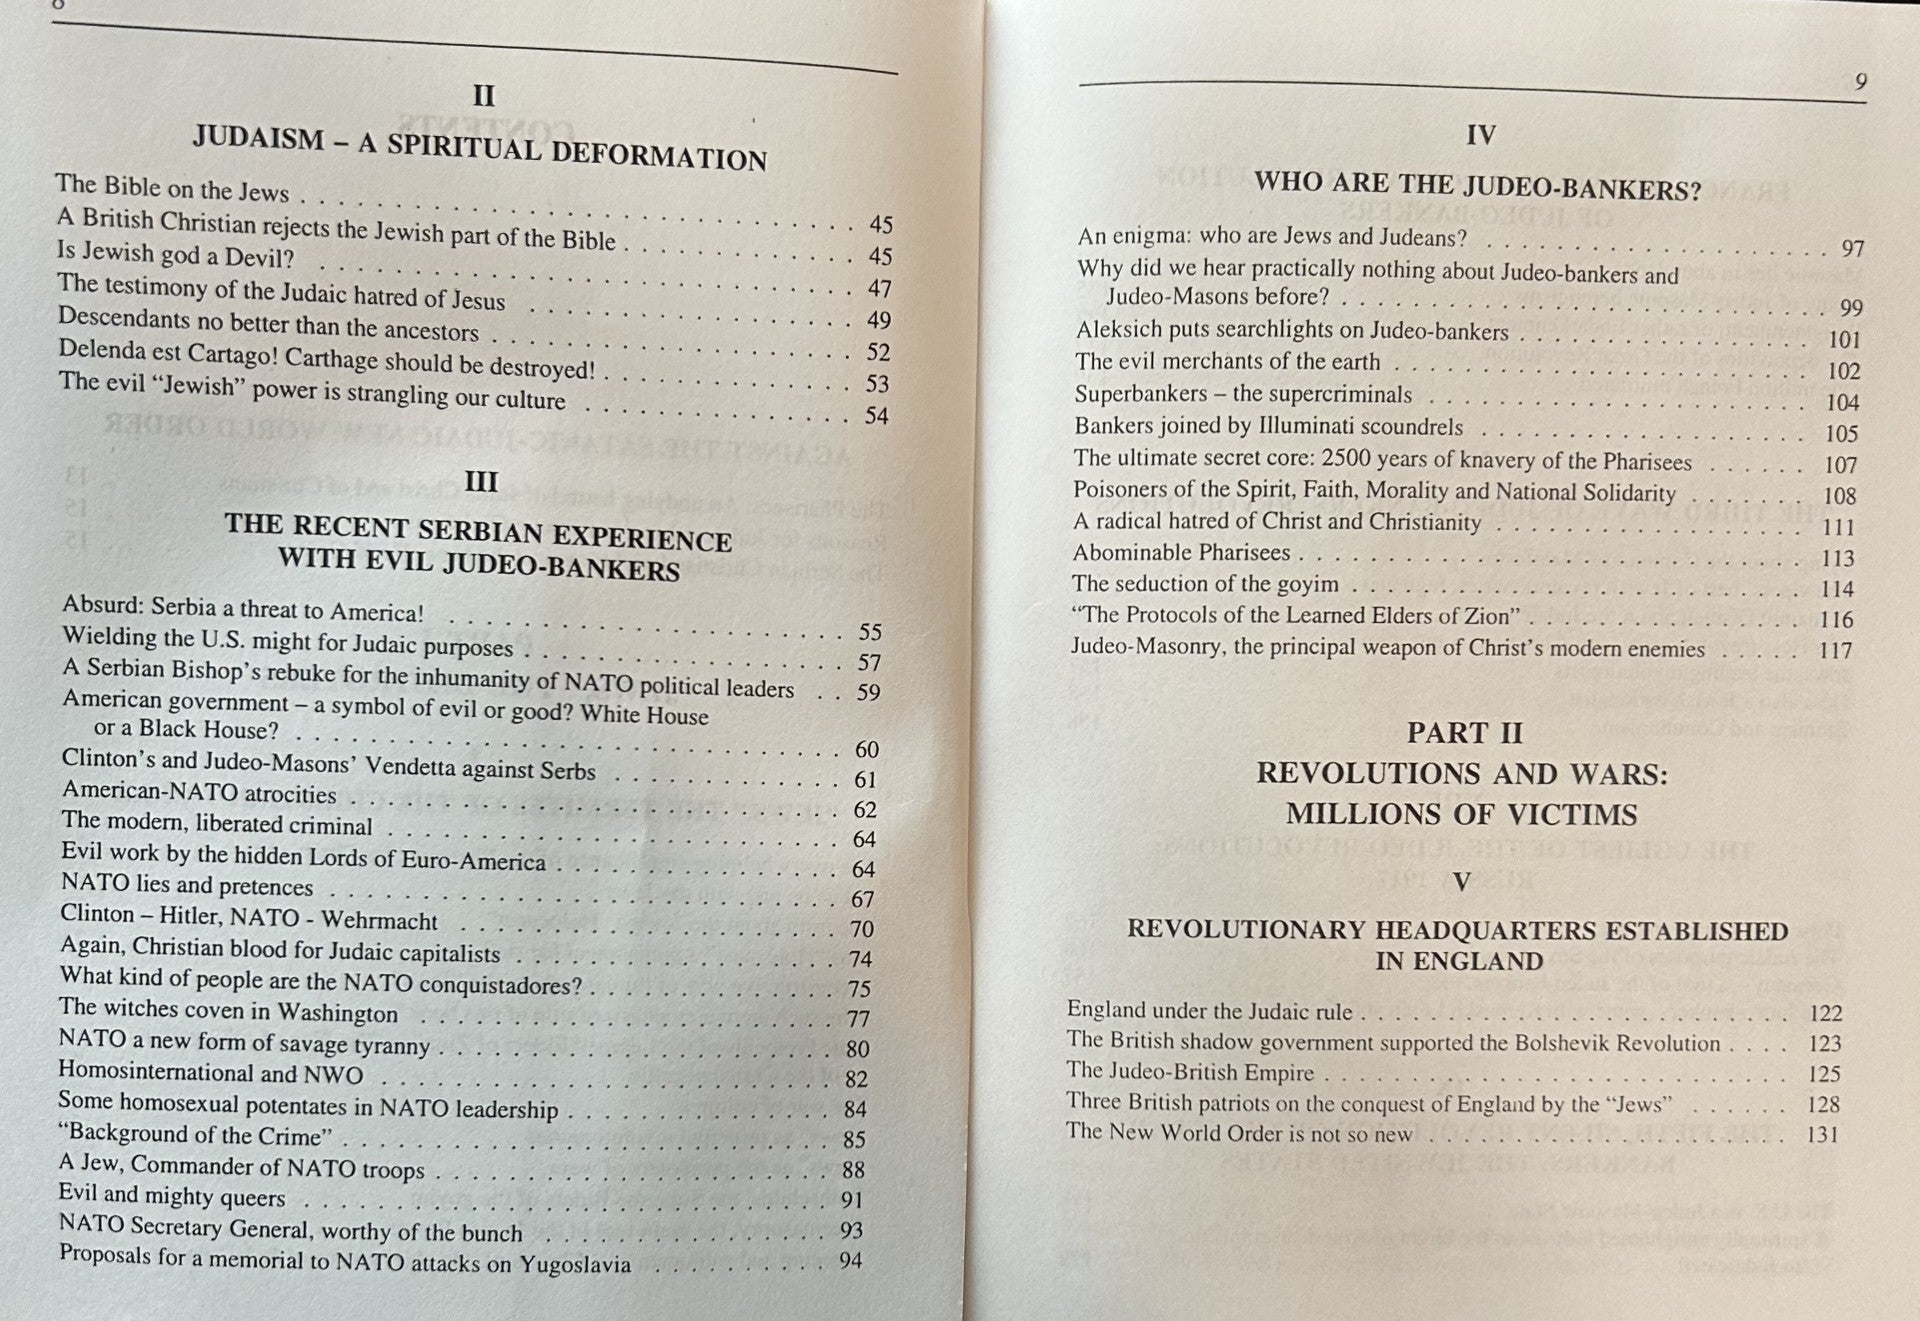 8
II
JUDAISM – A SPIRITUAL DEFORMATION
The Bible on the Jews . . . . . . . . . . . . . . . . . . . . . . . . . . . . 45
A British Christian rejects the Jewish part of the Bible . . . . . . . . . . . 45
Is Jewish god a Devil? . . . . . . . . . . . . . . . . . . . . . . . . . . . 47
The testimony of the Judaic hatred of Jesus . . . . . . . . . . . . . . . . 49
Descendants no better than the ancestors . . . . . . . . . . . . . . . . . . 52
Delenda est Cartago! Carthage should be destroyed! . . . . . . . . . . . . . 53
The evil “Jewish” power is strangling our culture . . . . . . . . . . . . . 54
III
THE RECENT SERBIAN EXPERIENCE
WITH EVIL JUDEO-BANKERS
Absurd: Serbia a threat to America! . . . . . . . . . . . . . . . . . . . . 55
Wielding the U.S. might for Judaic purposes . . . . . . . . . . . . . . . . 57
A Serbian Bishop’s rebuke for the inhumanity of NATO political leaders . . 59
American government – a symbol of evil or good? White House
or a Black House? . . . . . . . . . . . . . . . . . . . . . . . . . . . . 60
Clinton’s and Judeo-Masons’ Vendetta against Serbs . . . . . . . . . . . . 61
American-NATO atrocities . . . . . . . . . . . . . . . . . . . . . . . . . 62
The modern, liberated criminal . . . . . . . . . . . . . . . . . . . . . . . 64
Evil work by the hidden Lords of Euro-America . . . . . . . . . . . . . . . 64
NATO lies and pretences . . . . . . . . . . . . . . . . . . . . . . . . . . 67
Clinton – Hitler, NATO - Wehrmacht . . . . . . . . . . . . . . . . . . . . 70
Again, Christian blood for Judaic capitalists . . . . . . . . . . . . . . . . 74
What kind of people are the NATO conquistadores? . . . . . . . . . . . . . 75
The witches coven in Washington . . . . . . . . . . . . . . . . . . . . . . 77
NATO a new form of savage tyranny . . . . . . . . . . . . . . . . . . . . . 80
Homosinternational and NWO . . . . . . . . . . . . . . . . . . . . . . . . 82
Some homosexual potentates in NATO leadership . . . . . . . . . . . . . . 84
“Background of the Crime” . . . . . . . . . . . . . . . . . . . . . . . . . 85
A Jew, Commander of NATO troops . . . . . . . . . . . . . . . . . . . . . 88
Evil and mighty queers . . . . . . . . . . . . . . . . . . . . . . . . . . . 91
NATO Secretary General, worthy of the bunch . . . . . . . . . . . . . . . 93
Proposals for a memorial to NATO attacks on Yugoslavia . . . . . . . . . . 94
9
IV
WHO ARE THE JUDEO-BANKERS?
An enigma: who are Jews and Judeans? . . . . . . . . . . . . . . . . . . . 97
Why did we hear practically nothing about Judeo-bankers and
Judeo-Masons before? . . . . . . . . . . . . . . . . . . . . . . . . . . 99
Aleksich puts searchlights on Judeo-bankers . . . . . . . . . . . . . . . . 101
The evil merchants of the earth . . . . . . . . . . . . . . . . . . . . . . 102
Superbankers – the supercriminals . . . . . . . . . . . . . . . . . . . . . 104
Bankers joined by Illuminati scoundrels . . . . . . . . . . . . . . . . . . 105
The ultimate secret core: 2500 years of knavery of the Pharisees . . . . . . 107
Poisoners of the Spirit, Faith, Morality and National Solidarity . . . . . . . 108
A radical hatred of Christ and Christianity . . . . . . . . . . . . . . . . . 111
Abominable Pharisees . . . . . . . . . . . . . . . . . . . . . . . . . . . 113
The seduction of the goyim . . . . . . . . . . . . . . . . . . . . . . . . . 114
“The Protocols of the Learned Elders of Zion” . . . . . . . . . . . . . . . 116
Judeo-Masonry, the principal weapon of Christ’s modern enemies . . . . . 117
PART II
REVOLUTIONS AND WARS:
MILLIONS OF VICTIMS
V
REVOLUTIONARY HEADQUARTERS ESTABLISHED
IN ENGLAND
England under the Judaic rule . . . . . . . . . . . . . . . . . . . . . . . . 122
The British shadow government supported the Bolshevik Revolution . . . . 123
The Judeo-British Empire . . . . . . . . . . . . . . . . . . . . . . . . . . 125
Three British patriots on the conquest of England by the “Jews” . . . . . . 128
The New World Order is not so new . . . . . . . . . . . . . . . . . . . . . 131